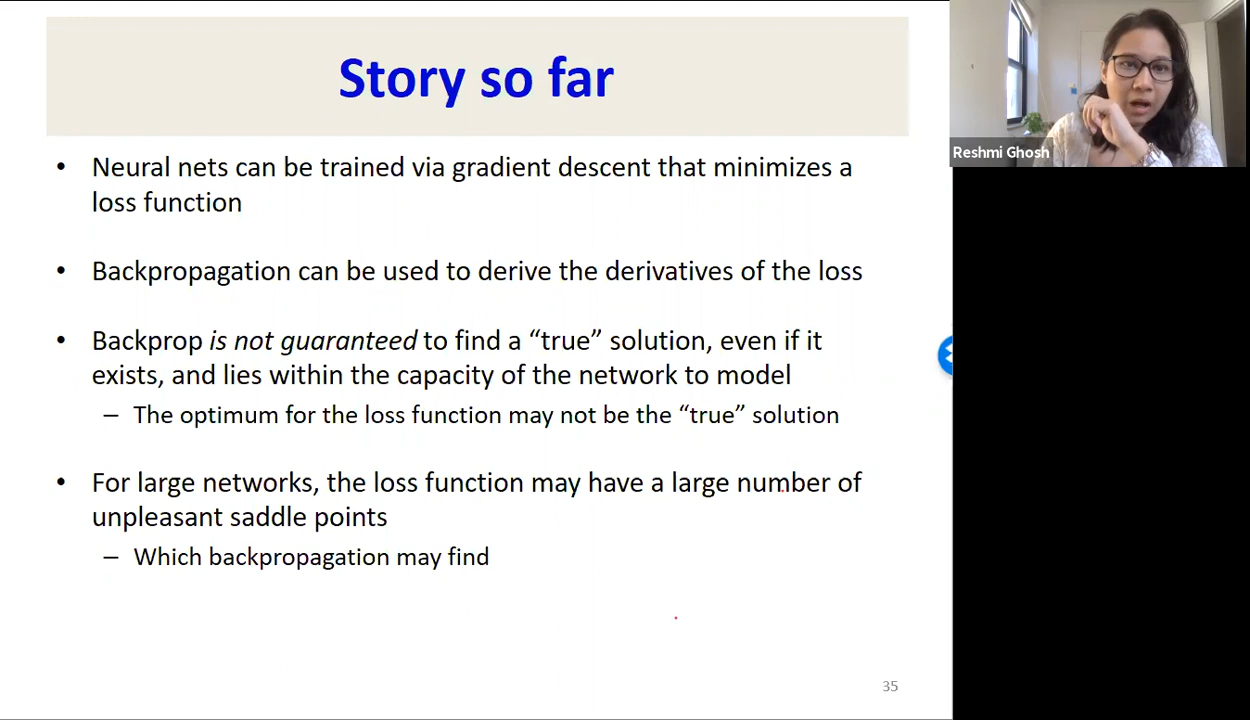 Story so far
Reshmi Ghosh
• Neural nets can be trained via gradient descent that minimizes a
loss function
• Backpropagation can be used to derive the derivatives of the loss
• Backprop is not guaranteed to find a “true” solution, even if it
exists, and lies within the capacity of the network to model
– The optimum for the loss function may not be the “true” solution
• For large networks, the loss function may have a large number of
unpleasant saddle points
– Which backpropagation may find
35